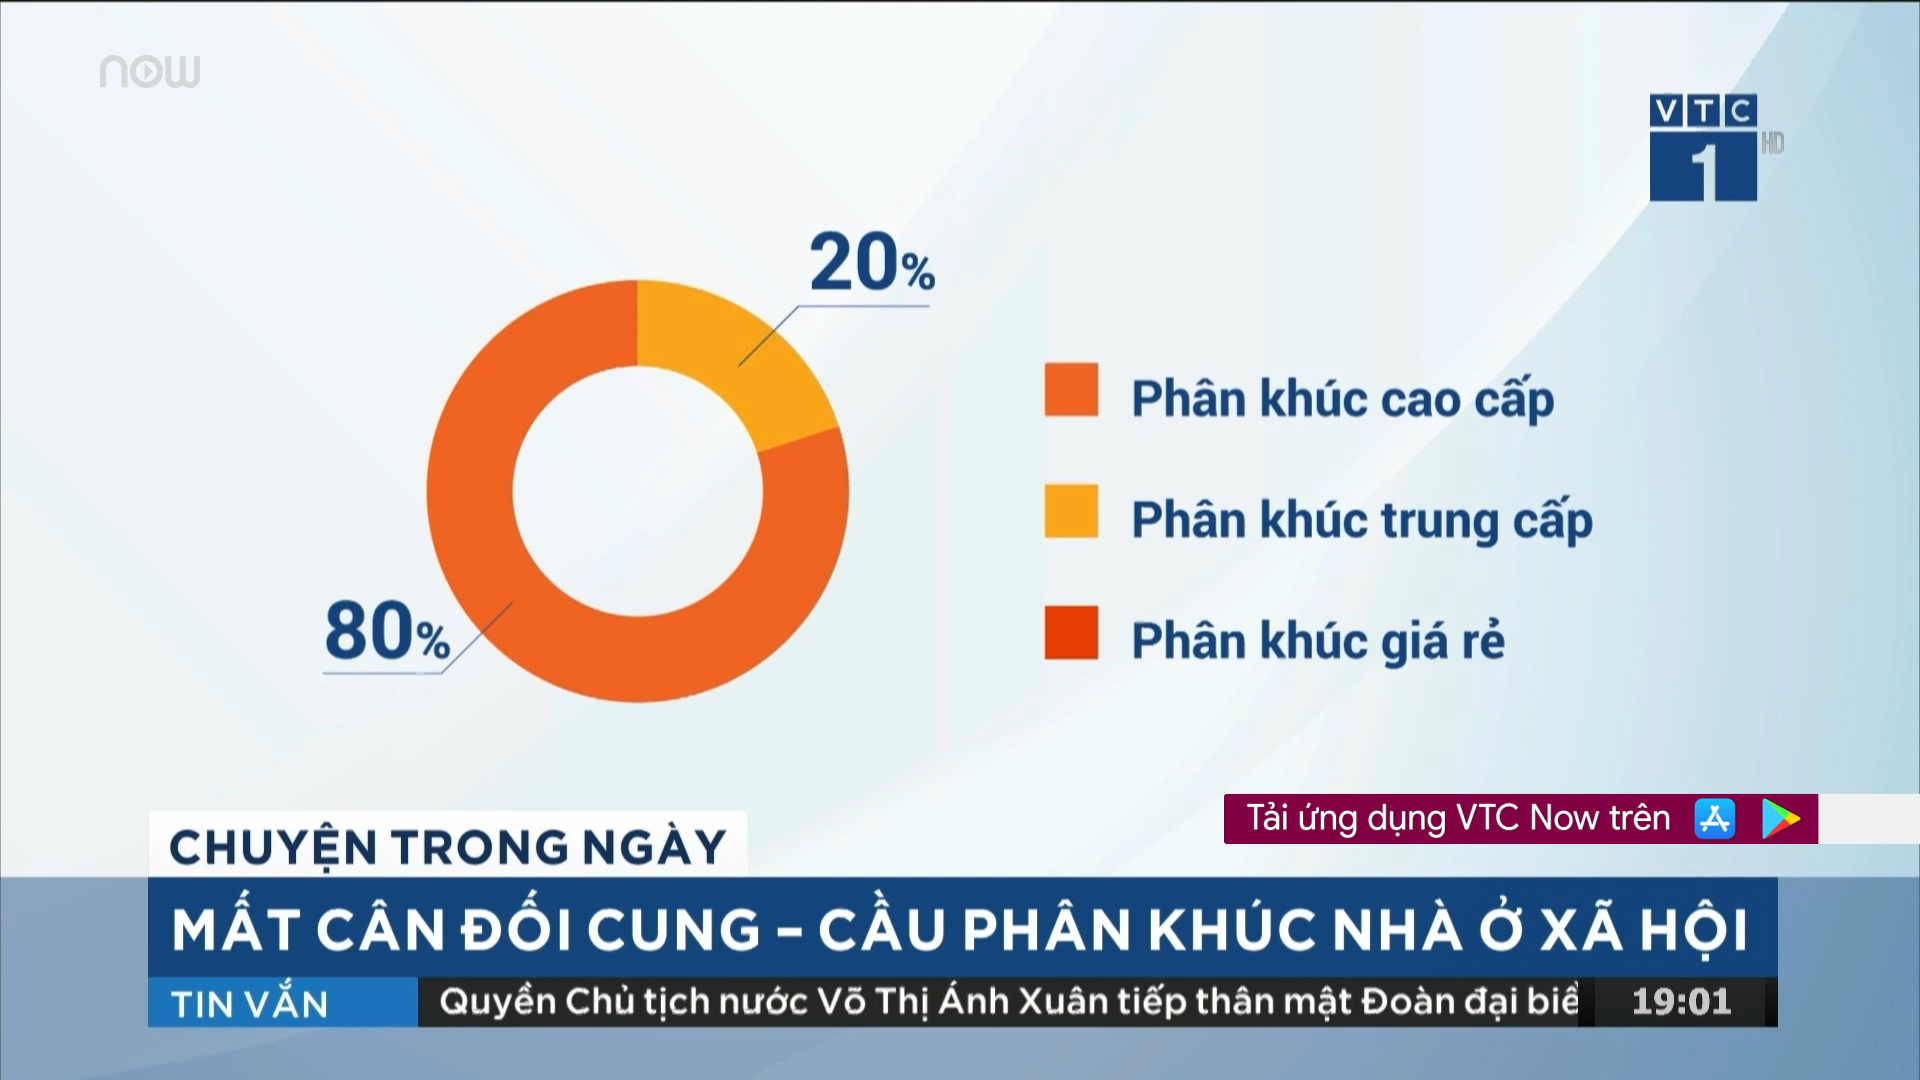 now
VTC
1
HD
20%
80%
Phân khúc cao cấp
Phân khúc trung cấp
Phân khúc giá rẻ
Tải ứng dụng VTC Now trên
CHUYỆN TRONG NGÀY
MẤT CÂN ĐỐI CUNG – CẦU PHÂN KHÚC NHÀ Ở XÃ HỘI
TIN VẮN
Quyền Chủ tịch nước Võ Thị Ánh Xuân tiếp thân mật Đoàn đại biể
19:01